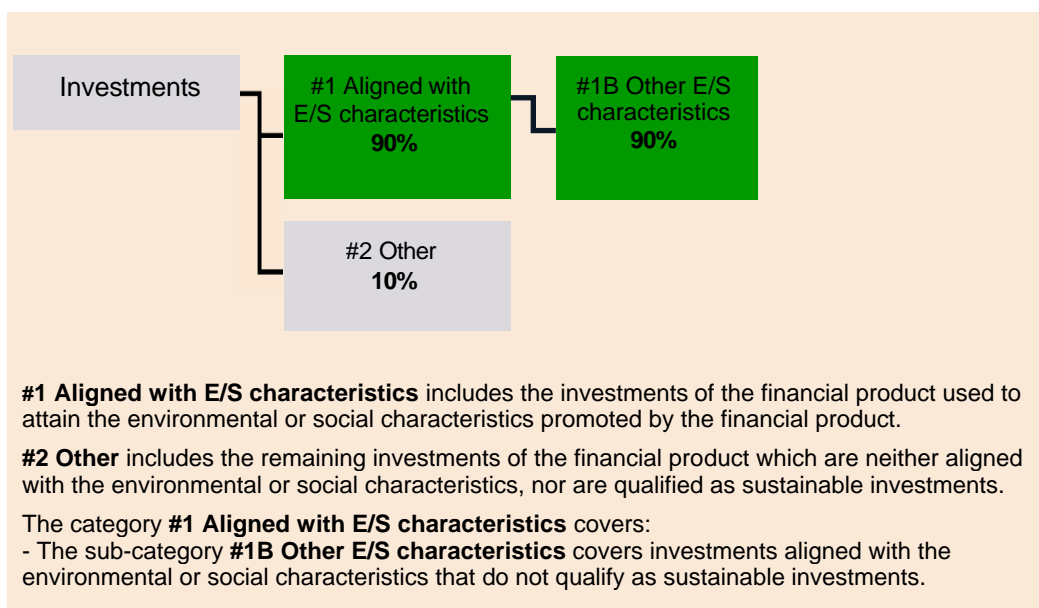 Investments
#1 Aligned with
E/S characteristics
90%
#1B Other E/S
characteristics
90%
#2 Other
10%
#1 Aligned with E/S characteristics includes the investments of the financial product used to
attain the environmental or social characteristics promoted by the financial product.
#2 Other includes the remaining investments of the financial product which are neither aligned
with the environmental or social characteristics, nor are qualified as sustainable investments.
The category #1 Aligned with E/S characteristics covers:
- The sub-category #1B Other E/S characteristics covers investments aligned with the
environmental or social characteristics that do not qualify as sustainable investments.